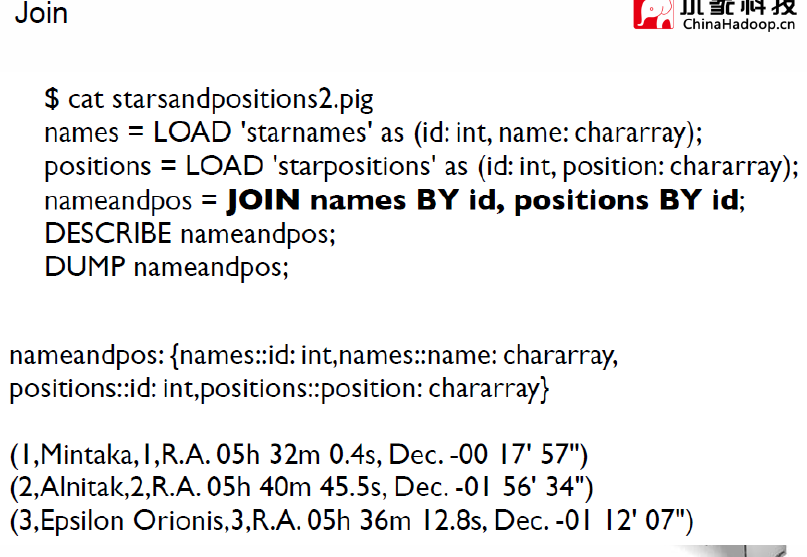 Join
小象科技
ChinaHadoop.cn
$ cat starsandpositions2.pig
names = LOAD 'starnames' as (id: int, name: chararray);
positions = LOAD 'starpositions' as (id: int, position: chararray);
nameandpos = JOIN names BY id, positions BY id;
DESCRIBE nameandpos;
DUMP nameandpos;
nameandpos: {names::id: int,names::name: chararray,
positions::id: int,positions::position: chararray}
(1,Mintaka,1,R.A. 05h 32m 0.4s, Dec. -00 17' 57")
(2,Alnitak,2,R.A. 05h 40m 45.5s, Dec. -01 56' 34")
(3,Epsilon Orionis,3,R.A. 05h 36m 12.8s, Dec. -01 12' 07")